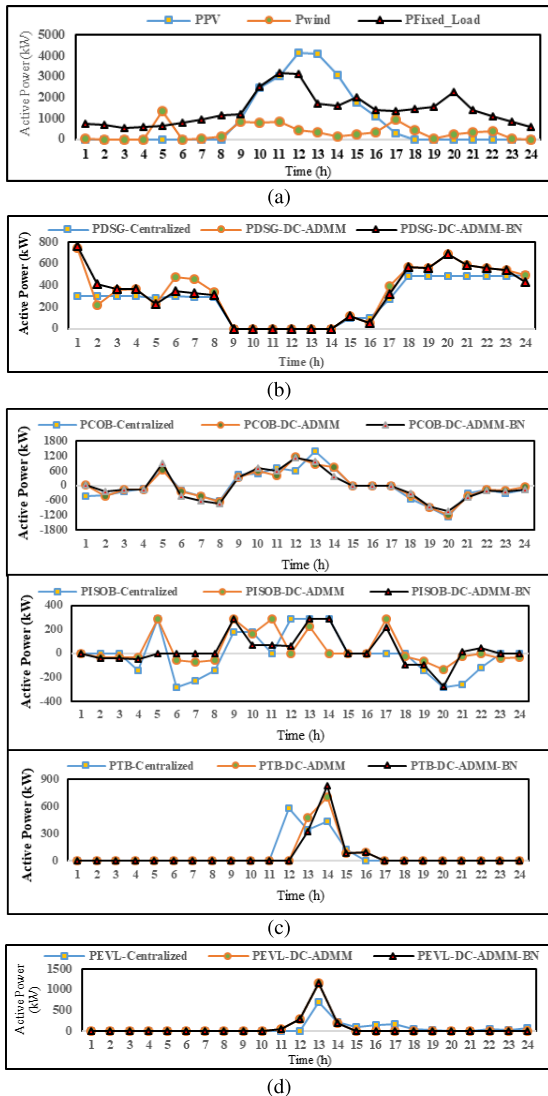 PPV Pwind PFixed_Load
Active Power (kW)
5000
4000
3000
2000
1000
0
1 2 3 4 5 6 7 8 9 10 11 12 13 14 15 16 17 18 19 20 21 22 23 24
Time (h)
(a)
PDSG-Centralized PDSG-DC-ADMM PDSG-DC-ADMM-BN
Active Power (kW)
800
600
400
200
0
1 2 3 4 5 6 7 8 9 10 11 12 13 14 15 16 17 18 19 20 21 22 23 24
Time (h)
(b)
PCOB-Centralized PCOB-DC-ADMM PCOB-DC-ADMM-BN
Active Power (kW)
1800
1200
600
0
-600
-1200
-1800
1 2 3 4 5 6 7 8 9 10 11 12 13 14 15 16 17 18 19 20 21 22 23 24
Time (h)
PISOB-Centralized PISOB-DC-ADMM PISOB-DC-ADMM-BN
Active Power (kW)
400
200
0
-200
-400
1 2 3 4 5 6 7 8 9 10 11 12 13 14 15 16 17 18 19 20 21 22 23 24
Time (h)
PTB-Centralized PTB-DC-ADMM PTB-DC-ADMM-BN
Active Power (kW)
900
600
300
0
1 2 3 4 5 6 7 8 9 10 11 12 13 14 15 16 17 18 19 20 21 22 23 24
Time (h)
(c)
PEVL-Centralized PEVL-DC-ADMM PEVL-DC-ADMM-BN
Active Power
(kW)
1500
1000
500
0
1 2 3 4 5 6 7 8 9 10 11 12 13 14 15 16 17 18 19 20 21 22 23 24
Time (h)
(d)